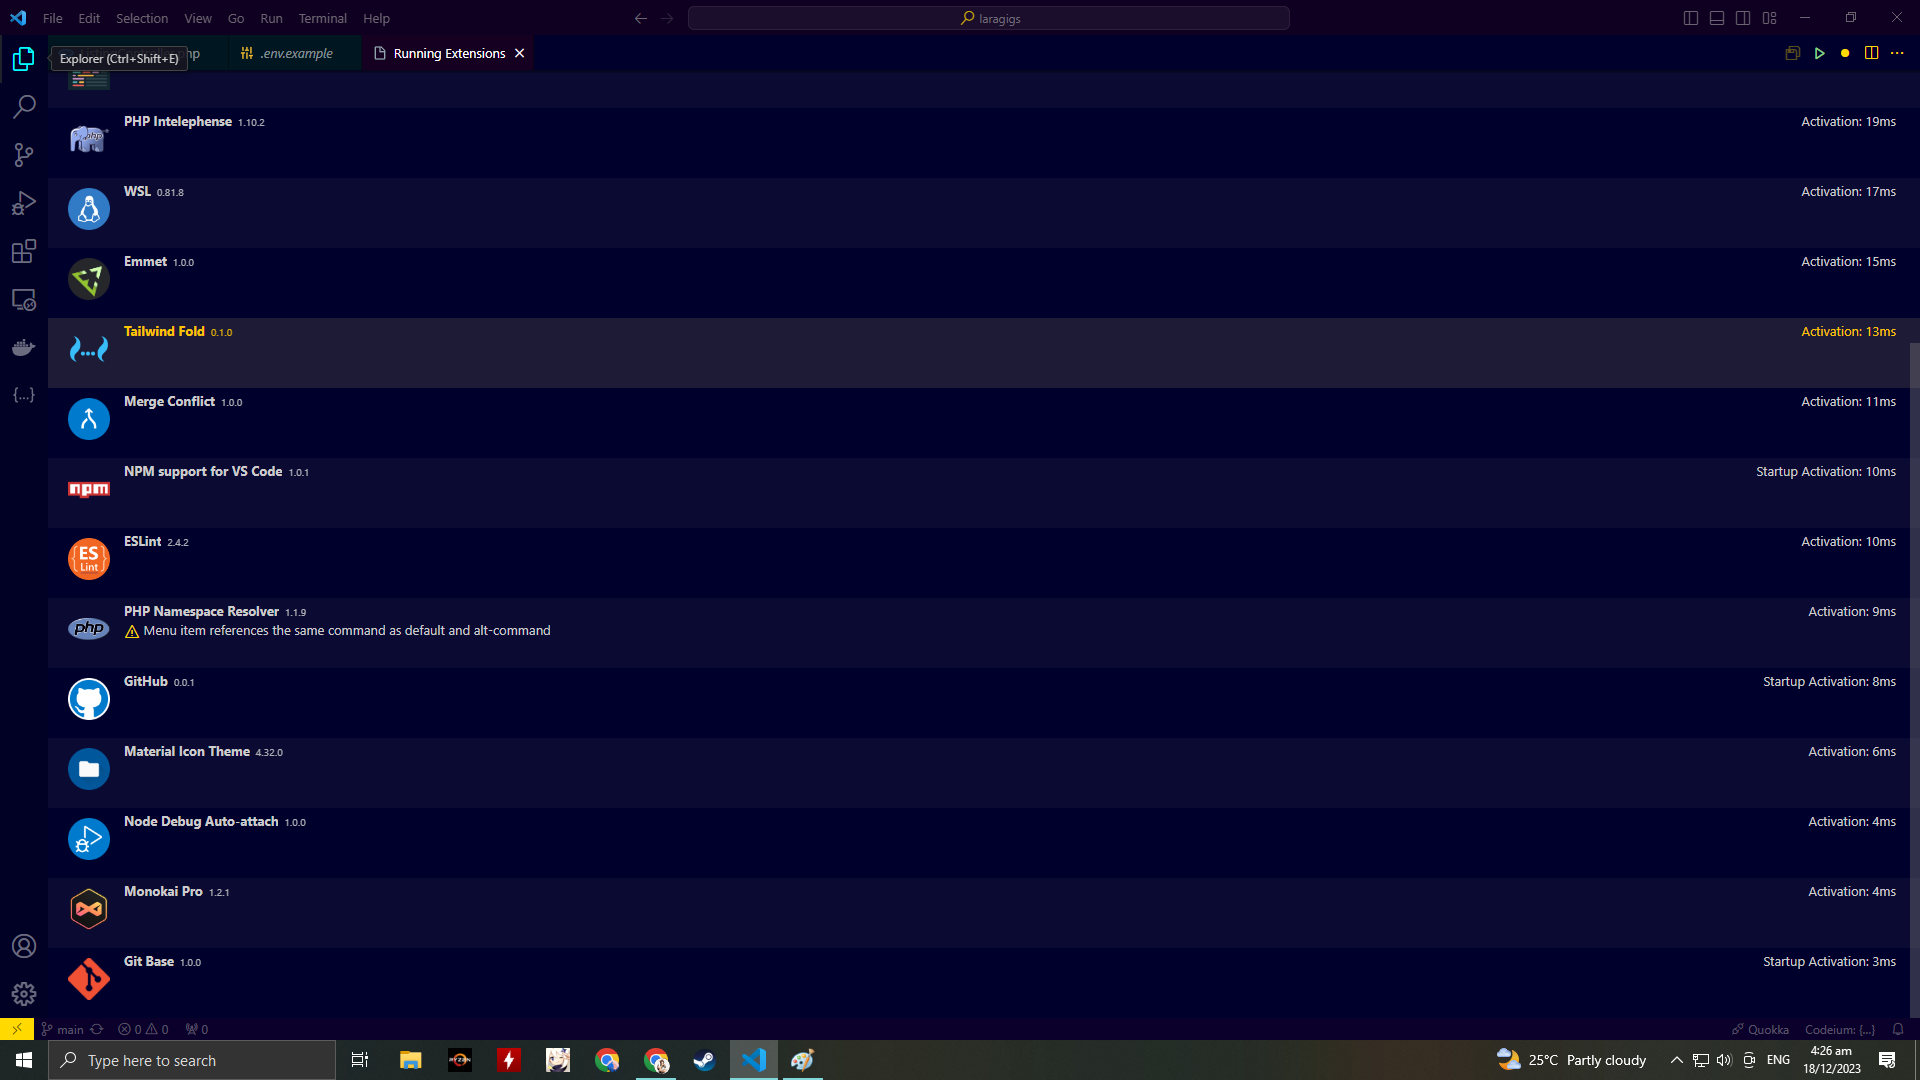 File Edit Selection View Go Run Terminal Help
laragigs
.env.example
Running Extensions
Explorer (Ctrl+Shift+E)
PHP Intelephense 1.10.2
Activation: 19ms
WSL 0.81.8
Activation: 17ms
Emmet 1.0.0
Activation: 15ms
Tailwind Fold 0.1.0
Activation: 13ms
Merge Conflict 1.0.0
Activation: 11ms
npm
NPM support for VS Code 1.0.1
Startup Activation: 10ms
ES
Lint
ESLint 2.4.2
Activation: 10ms
php
PHP Namespace Resolver 1.1.9
Activation: 9ms
Menu item references the same command as default and alt-command
GitHub 0.0.1
Startup Activation: 8ms
Material Icon Theme 4.32.0
Activation: 6ms
Node Debug Auto-attach 1.0.0
Activation: 4ms
Monokai Pro 1.2.1
Activation: 4ms
Git Base 1.0.0
Startup Activation: 3ms
main 0 0 0
Quokka Codeium: {...}
Type here to search
RYZEN
25°C Partly cloudy
ENG
4:26 am
18/12/2023